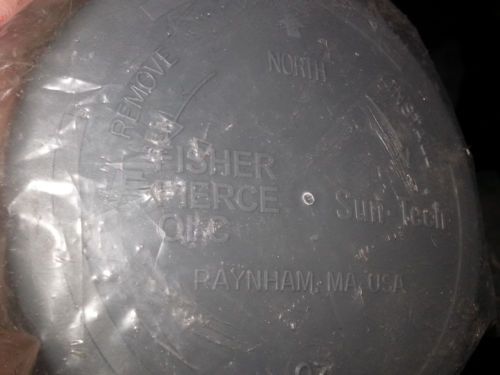 NORTH
REMOVE
FISHER
PIERCE
Sun-Tech
RAYNHAM, MA. USA